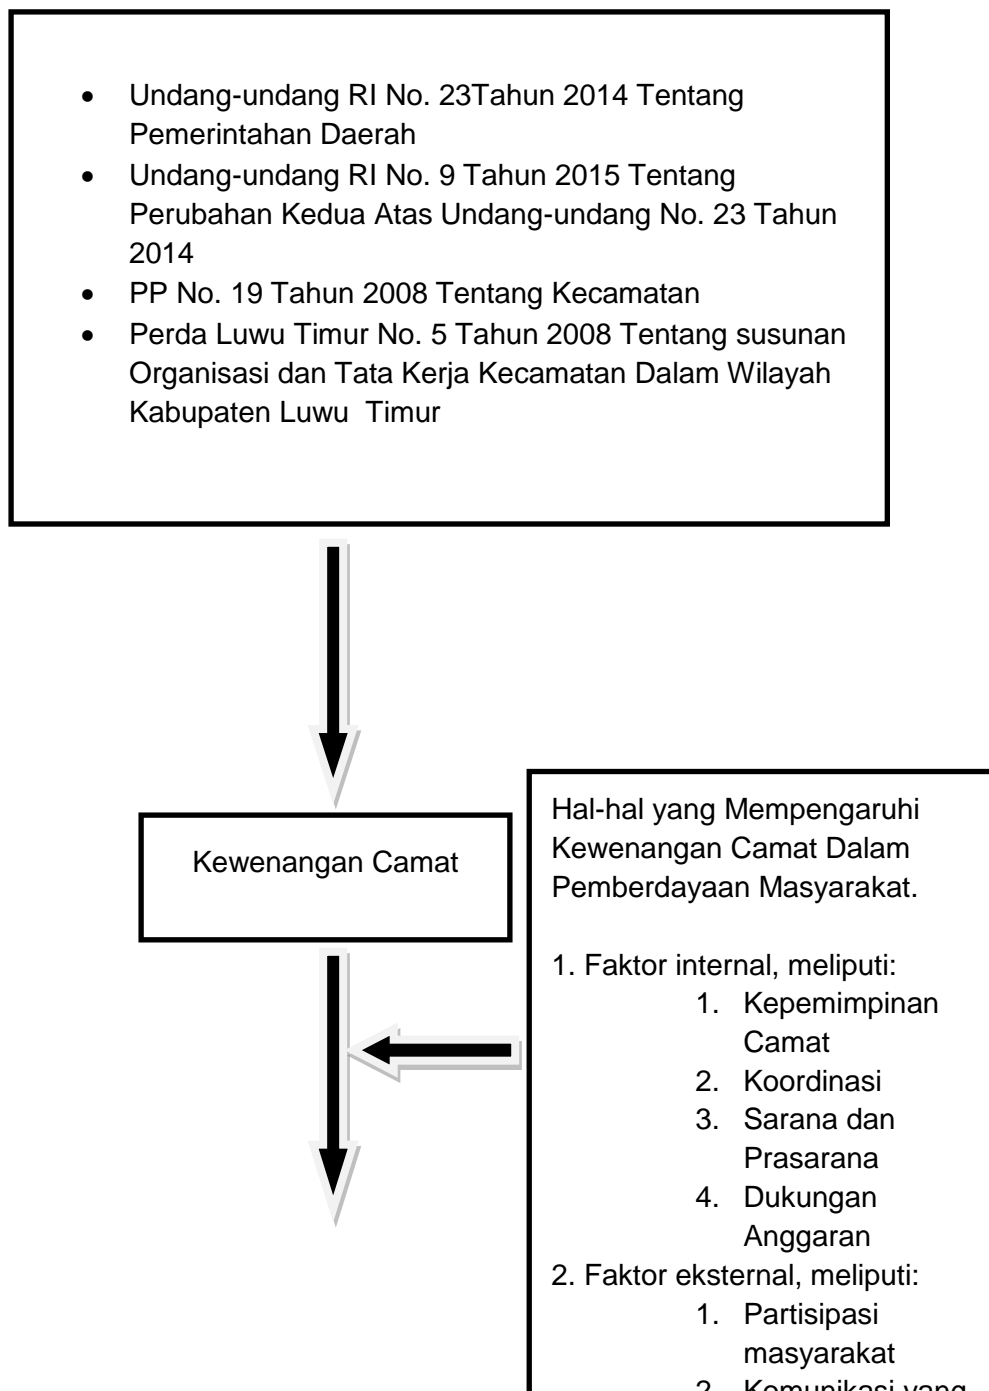 • Undang-undang RI No. 23Tahun 2014 Tentang
Pemerintahan Daerah
• Undang-undang RI No. 9 Tahun 2015 Tentang
Perubahan Kedua Atas Undang-undang No. 23 Tahun
2014
• PP No. 19 Tahun 2008 Tentang Kecamatan
• Perda Luwu Timur No. 5 Tahun 2008 Tentang susunan
Organisasi dan Tata Kerja Kecamatan Dalam Wilayah
Kabupaten Luwu  Timur
Kewenangan Camat
Hal-hal yang Mempengaruhi
Kewenangan Camat Dalam
Pemberdayaan Masyarakat.
1. Faktor internal, meliputi:
1. Kepemimpinan
Camat
2. Koordinasi
3. Sarana dan
Prasarana
4. Dukungan
Anggaran
2. Faktor eksternal, meliputi:
1. Partisipasi
masyarakat
2. Komunikasi yang